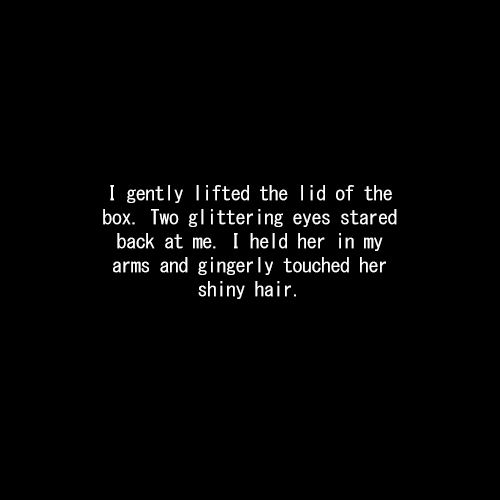 I gently lifted the lid of the
box. Two glittering eyes stared
back at me. I held her in my
arms and gingerly touched her
shiny hair.